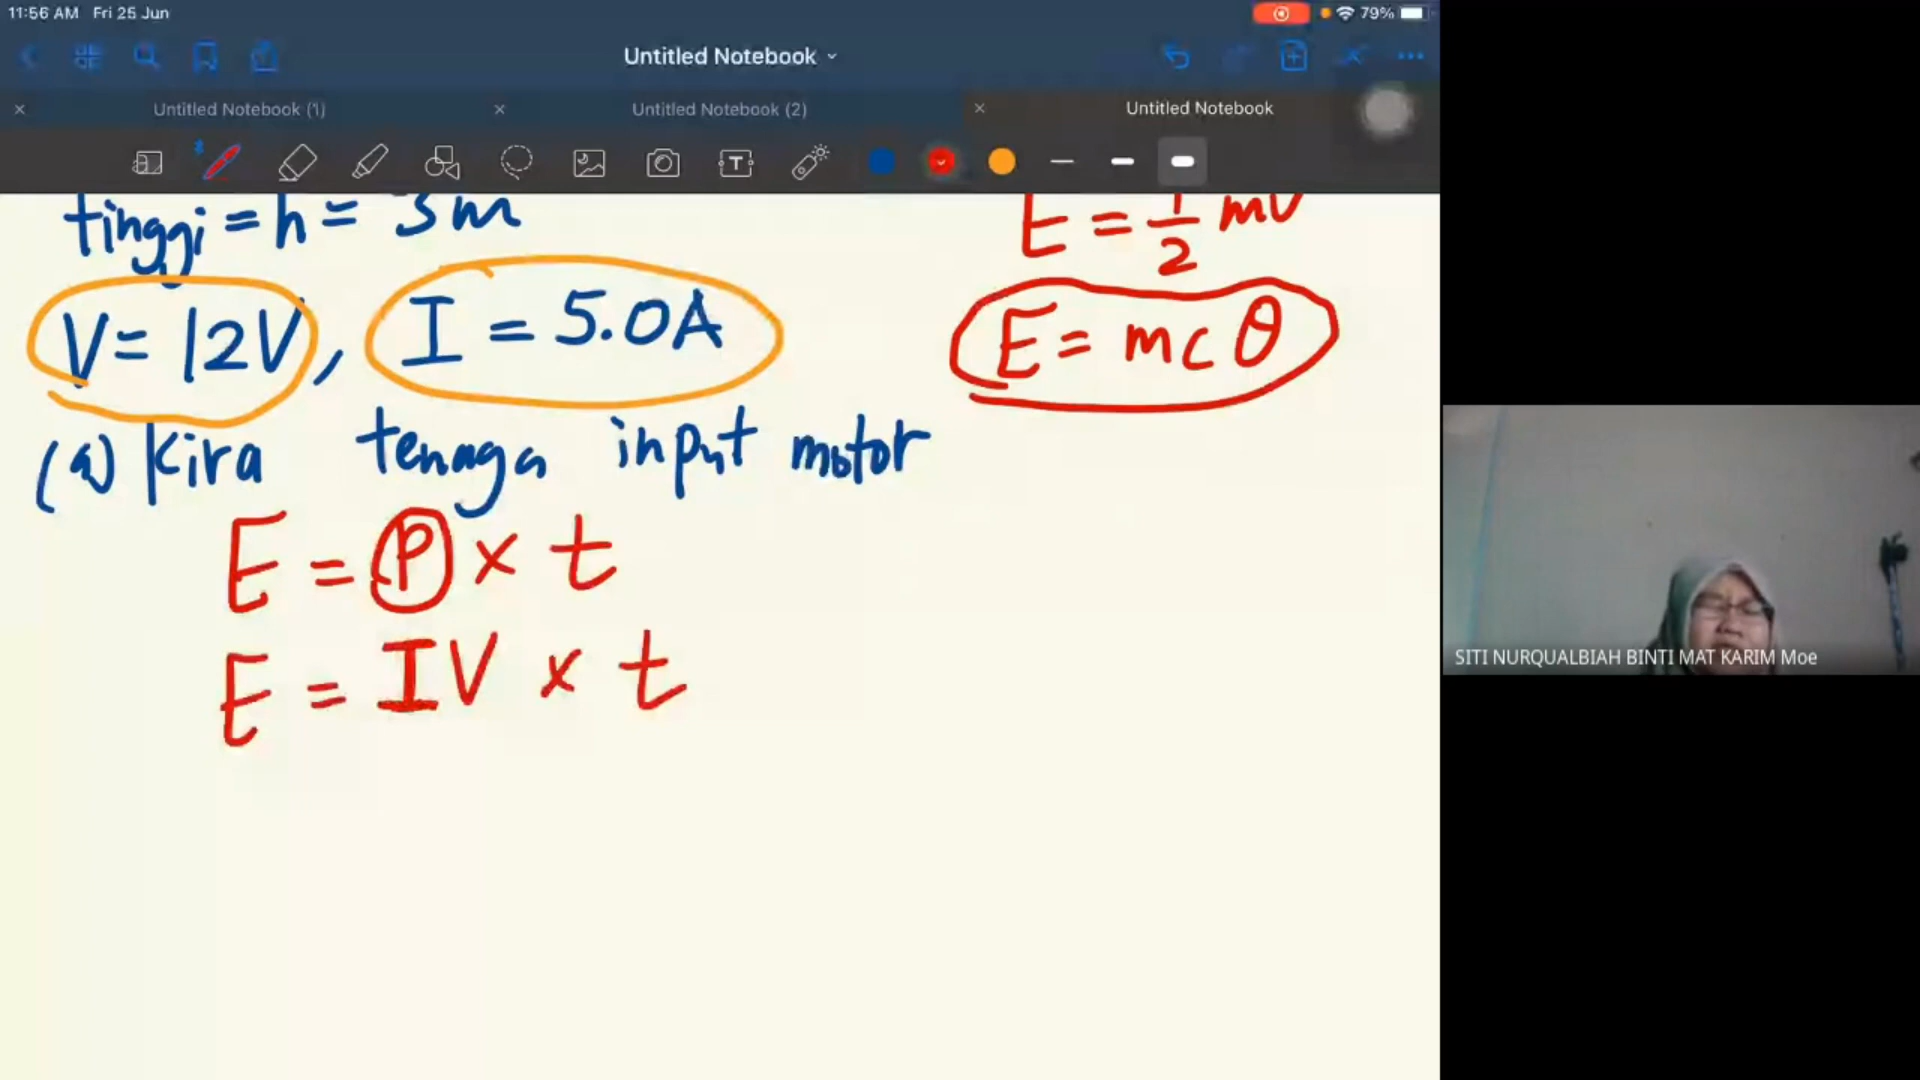 11:56 AM Fri 25 Jun 79%
Untitled Notebook
Untitled Notebook (1) Untitled Notebook (2) Untitled Notebook
tinggi = h = 3m
E = 1/2 mv
V = 12V, I = 5.0A
E = mcθ
(a) Kira tenaga input motor
E = P × t
E = IV × t
SITI NURQUALBIAH BINTI MAT KARIM Moe